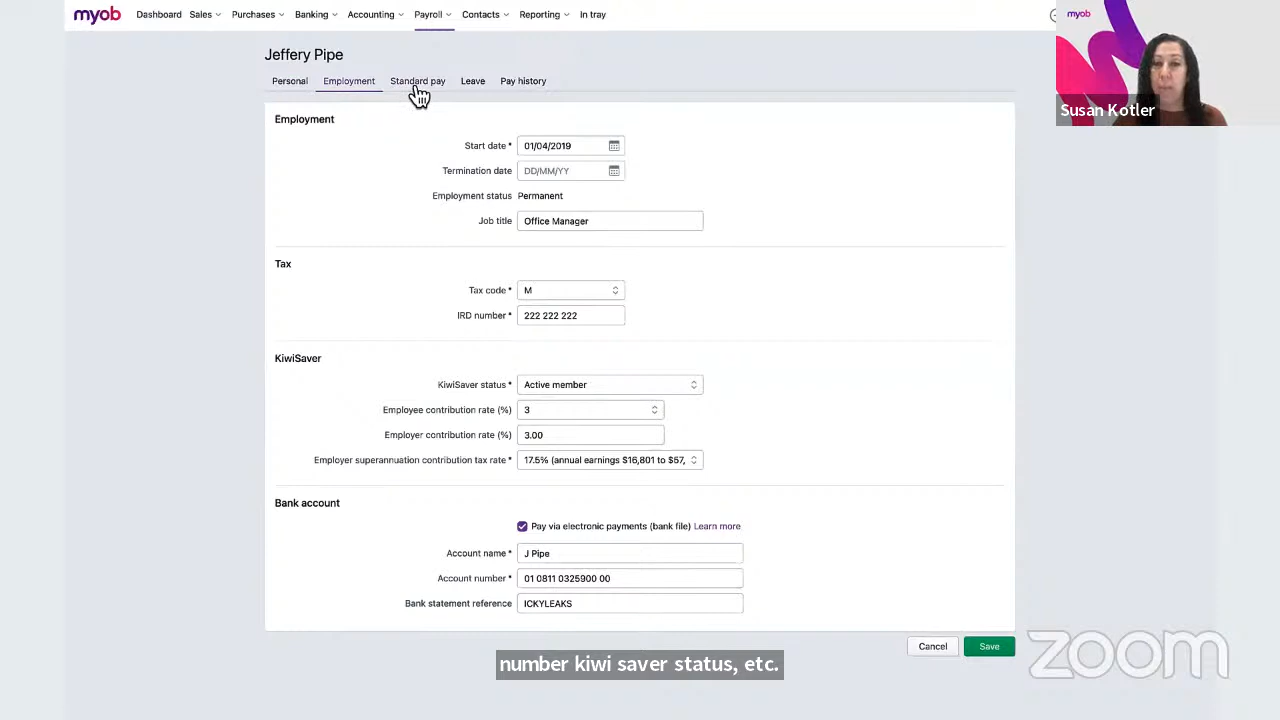 myob Dashboard Sales Purchases Banking Accounting Payroll Contacts Reporting In tray
myob
Susan Kotler
Jeffery Pipe
Personal Employment Standard pay Leave Pay history
Employment
Start date * 01/04/2019
Termination date DD/MM/YY
Employment status Permanent
Job title Office Manager
Tax
Tax code * M
IRD number * 222 222 222
KiwiSaver
KiwiSaver status * Active member
Employee contribution rate (%) 3
Employer contribution rate (%) 3.00
Employer superannuation contribution tax rate * 17.5% (annual earnings $16,801 to $57,
Bank account
Pay via electronic payments (bank file) Learn more
Account name * J Pipe
Account number * 01 0811 0325900 00
Bank statement reference ICKYLEAKS
Cancel Save
zoom
number kiwi saver status, etc.